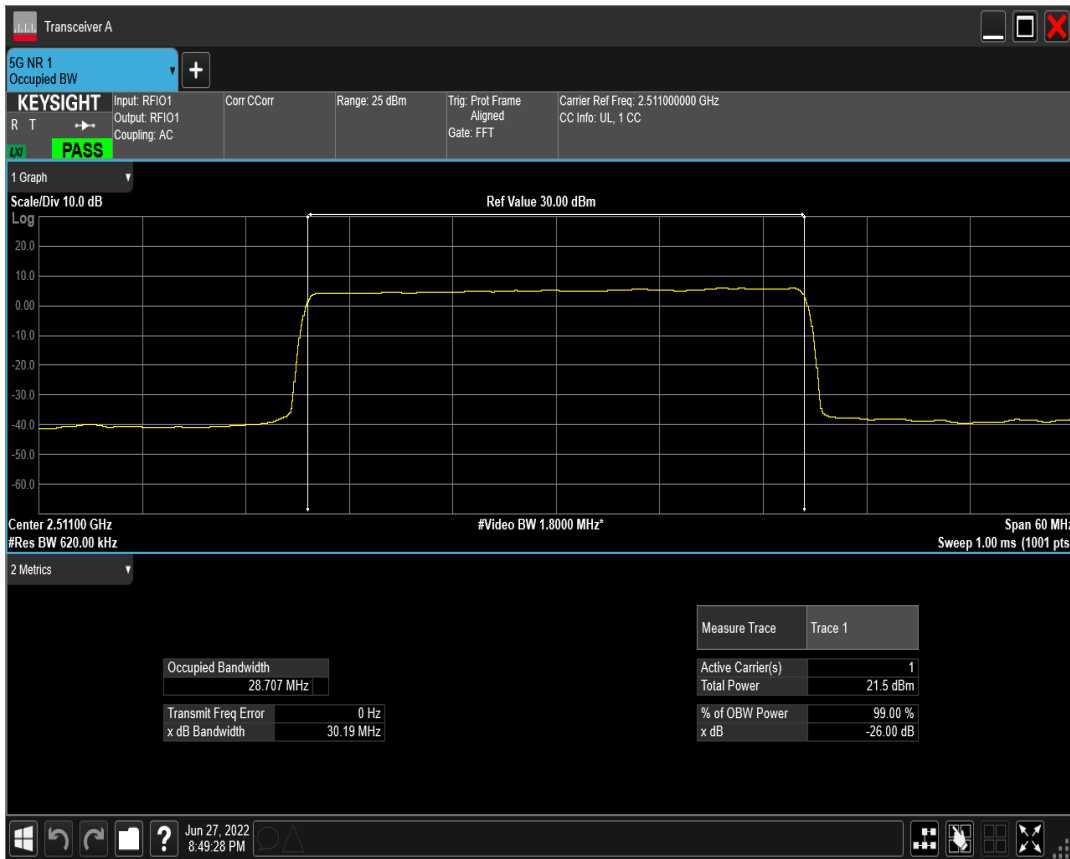 Transceiver A
5G NR 1
Occupied BW
KEYSIGHT
R T
LXI
PASS
Input: RFIO1
Output: RFIO1
Coupling: AC
Corr CCorr
Range: 25 dBm
Trig: Prot Frame
Aligned
Gate: FFT
Carrier Ref Freq: 2.511000000 GHz
CC Info: UL, 1 CC
1 Graph
Scale/Div 10.0 dB
Ref Value 30.00 dBm
Log
20.0
10.0
0.00
-10.0
-20.0
-30.0
-40.0
-50.0
-60.0
Center 2.51100 GHz
#Video BW 1.8000 MHz*
Span 60 MHz
#Res BW 620.00 kHz
Sweep 1.00 ms (1001 pts
2 Metrics
Measure Trace Trace 1
Occupied Bandwidth
28.707 MHz
Active Carrier(s) 1
Total Power 21.5 dBm
Transmit Freq Error 0 Hz
x dB Bandwidth 30.19 MHz
% of OBW Power 99.00 %
x dB -26.00 dB
?
Jun 27, 2022
8:49:28 PM